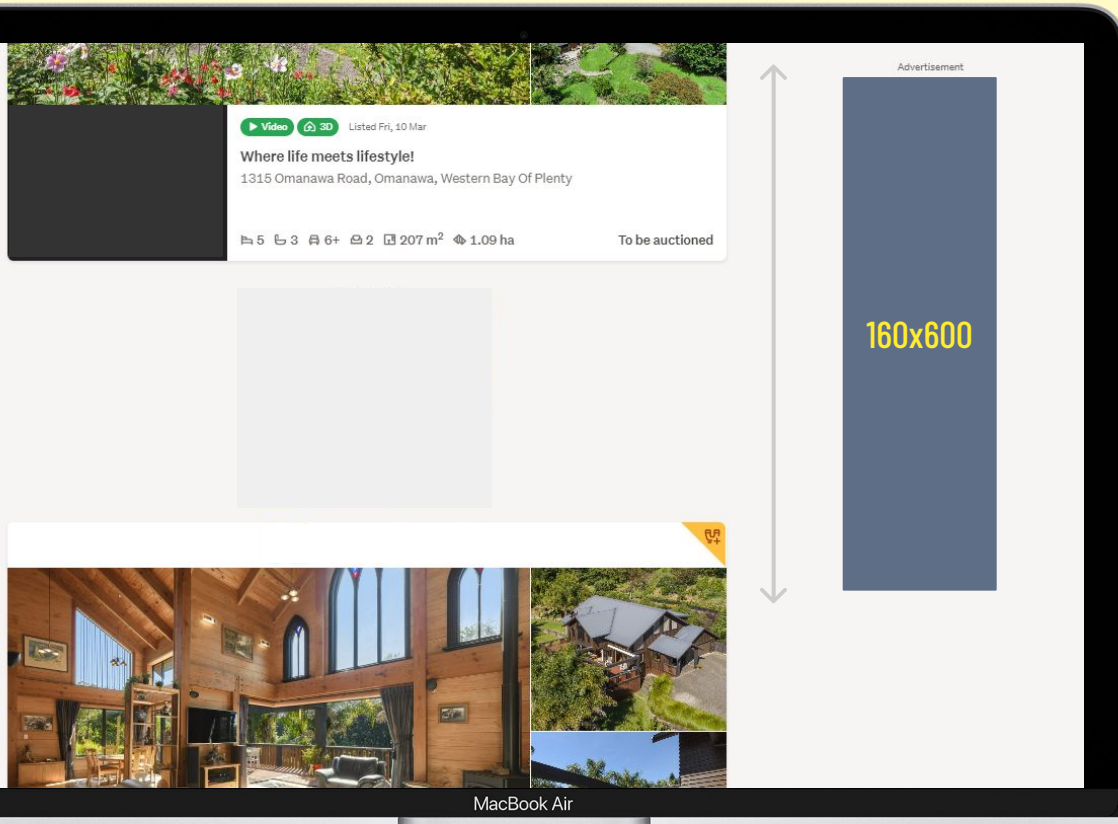 Advertisement
Video
3D
Listed Fri, 10 Mar
Where life meets lifestyle!
1315 Omanawa Road, Omanawa, Western Bay Of Plenty
5 3 6+ 2 207 m² 1.09 ha
To be auctioned
160x600
MacBook Air